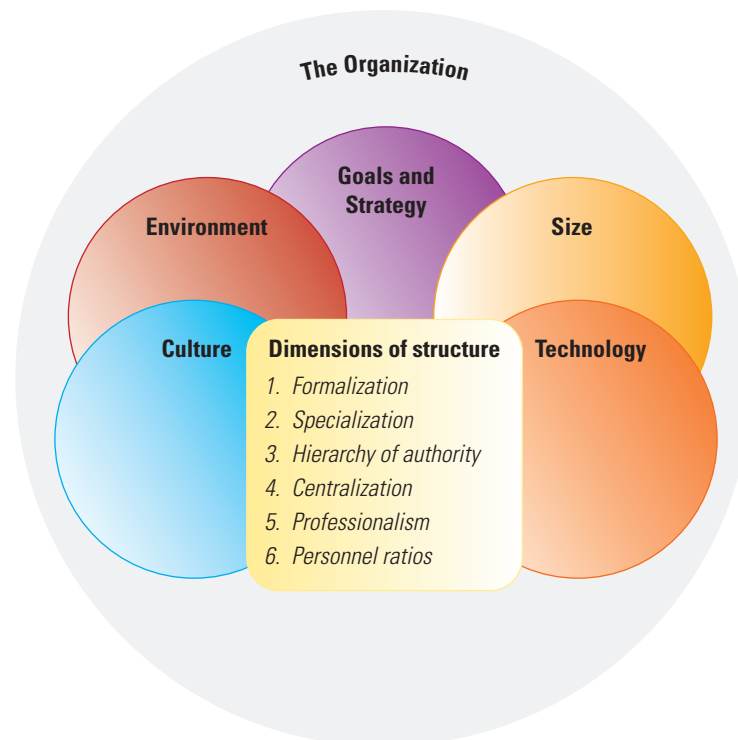 The Organization
Goals and
Strategy
Environment
Size
Culture
Dimensions of structure
Technology
1. Formalization
2. Specialization
3. Hierarchy of authority
4. Centralization
5. Professionalism
6. Personnel ratios